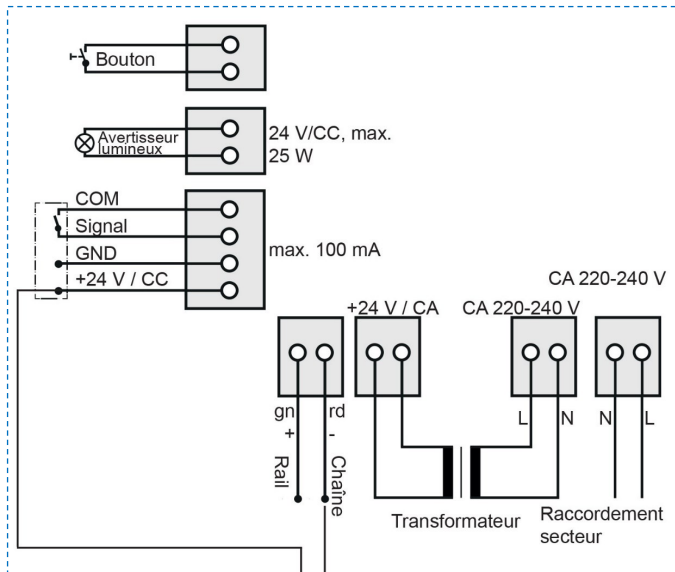 Bouton
Avertisseur
lumineux
24 V/CC, max.
25 W
COM
Signal
GND
+24 V / CC
max. 100 mA
CA 220-240 V
+24 V / CA
CA 220-240 V
gn
rd
L
N
N
L
+
-
Rail
Chaîne
Transformateur
Raccordement
secteur